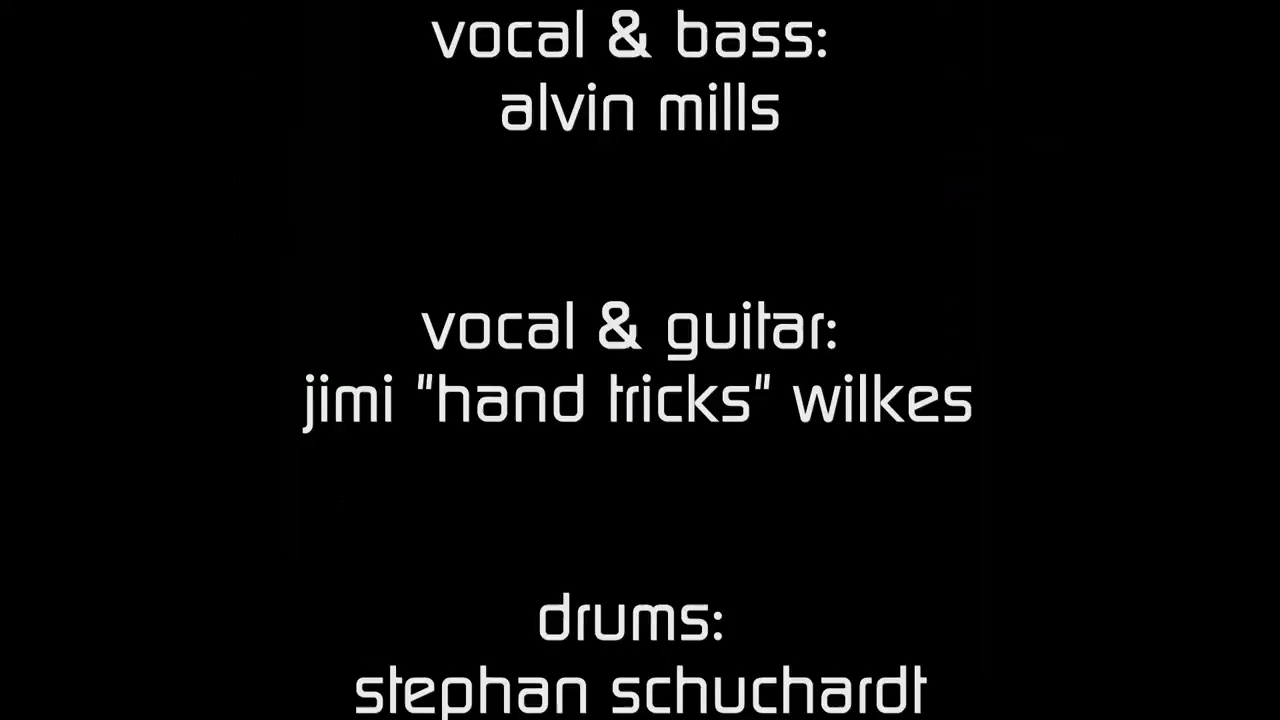 vocal & bass:
alvin mills
vocal & guitar:
jimi "hand tricks" wilkes
drums:
stephan schuchardt